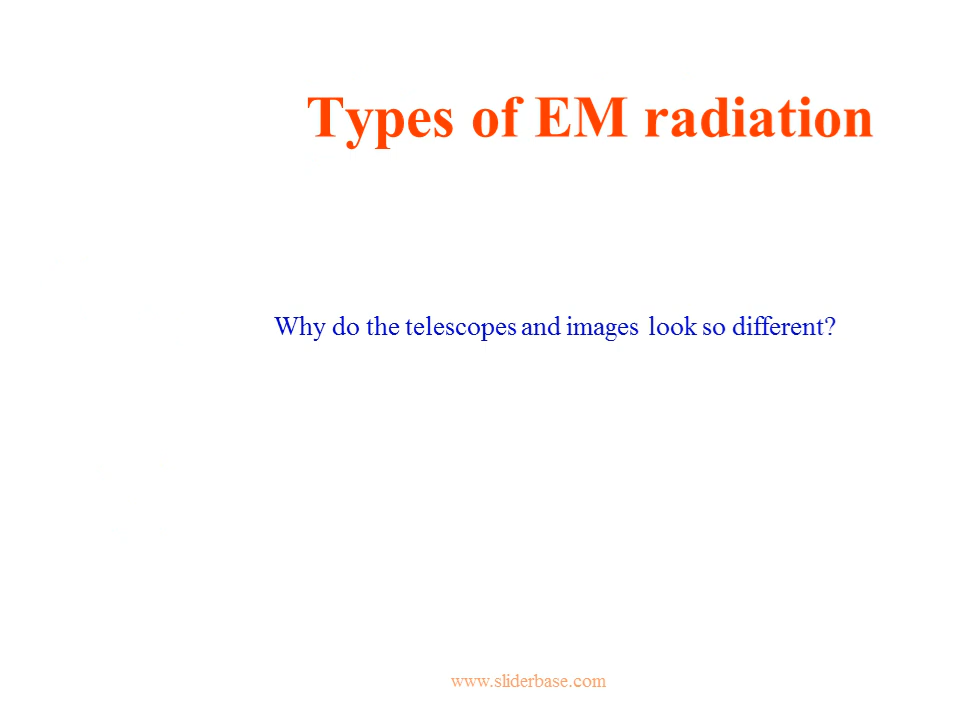 Types of EM radiation
Why do the telescopes and images look so different?
www.sliderbase.com